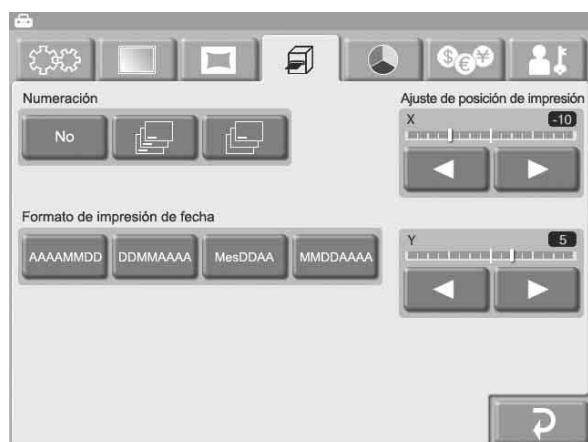 Numeración
No
Formato de impresión de fecha
AAAAMMDD
DDMMAAAA
MesDDAA
MMDDAAAA
Ajuste de posición de impresión
X
-10
Y
5